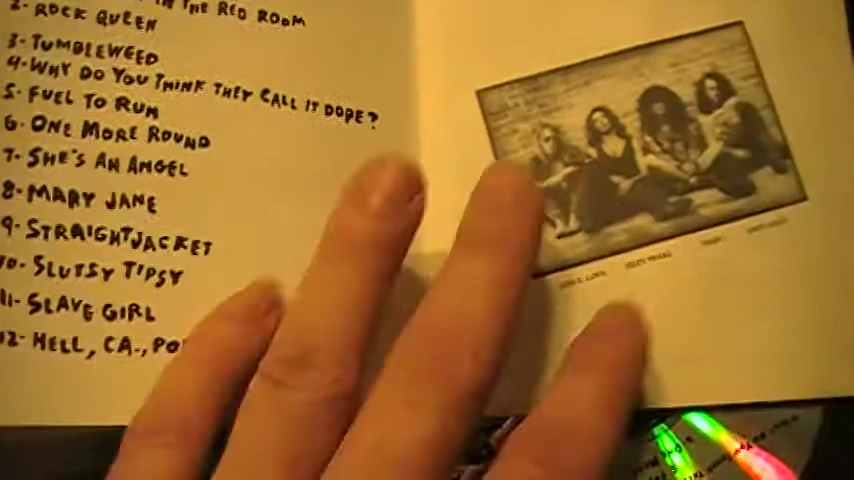 IN THE RED ROOM
2- ROCK QUEEN
3- TUMBLEWEED
4- WHY DO YOU THINK THEY CALL IT DOPE?
5- FUEL TO RUN
6- ONE MORE ROUND
7- SHE'S AN ANGEL
8- MARY JANE
9- STRAIGHTJACKET
10- SLUTSY TIPSY
11- SLAVE GIRL
12- HELL, CA.,